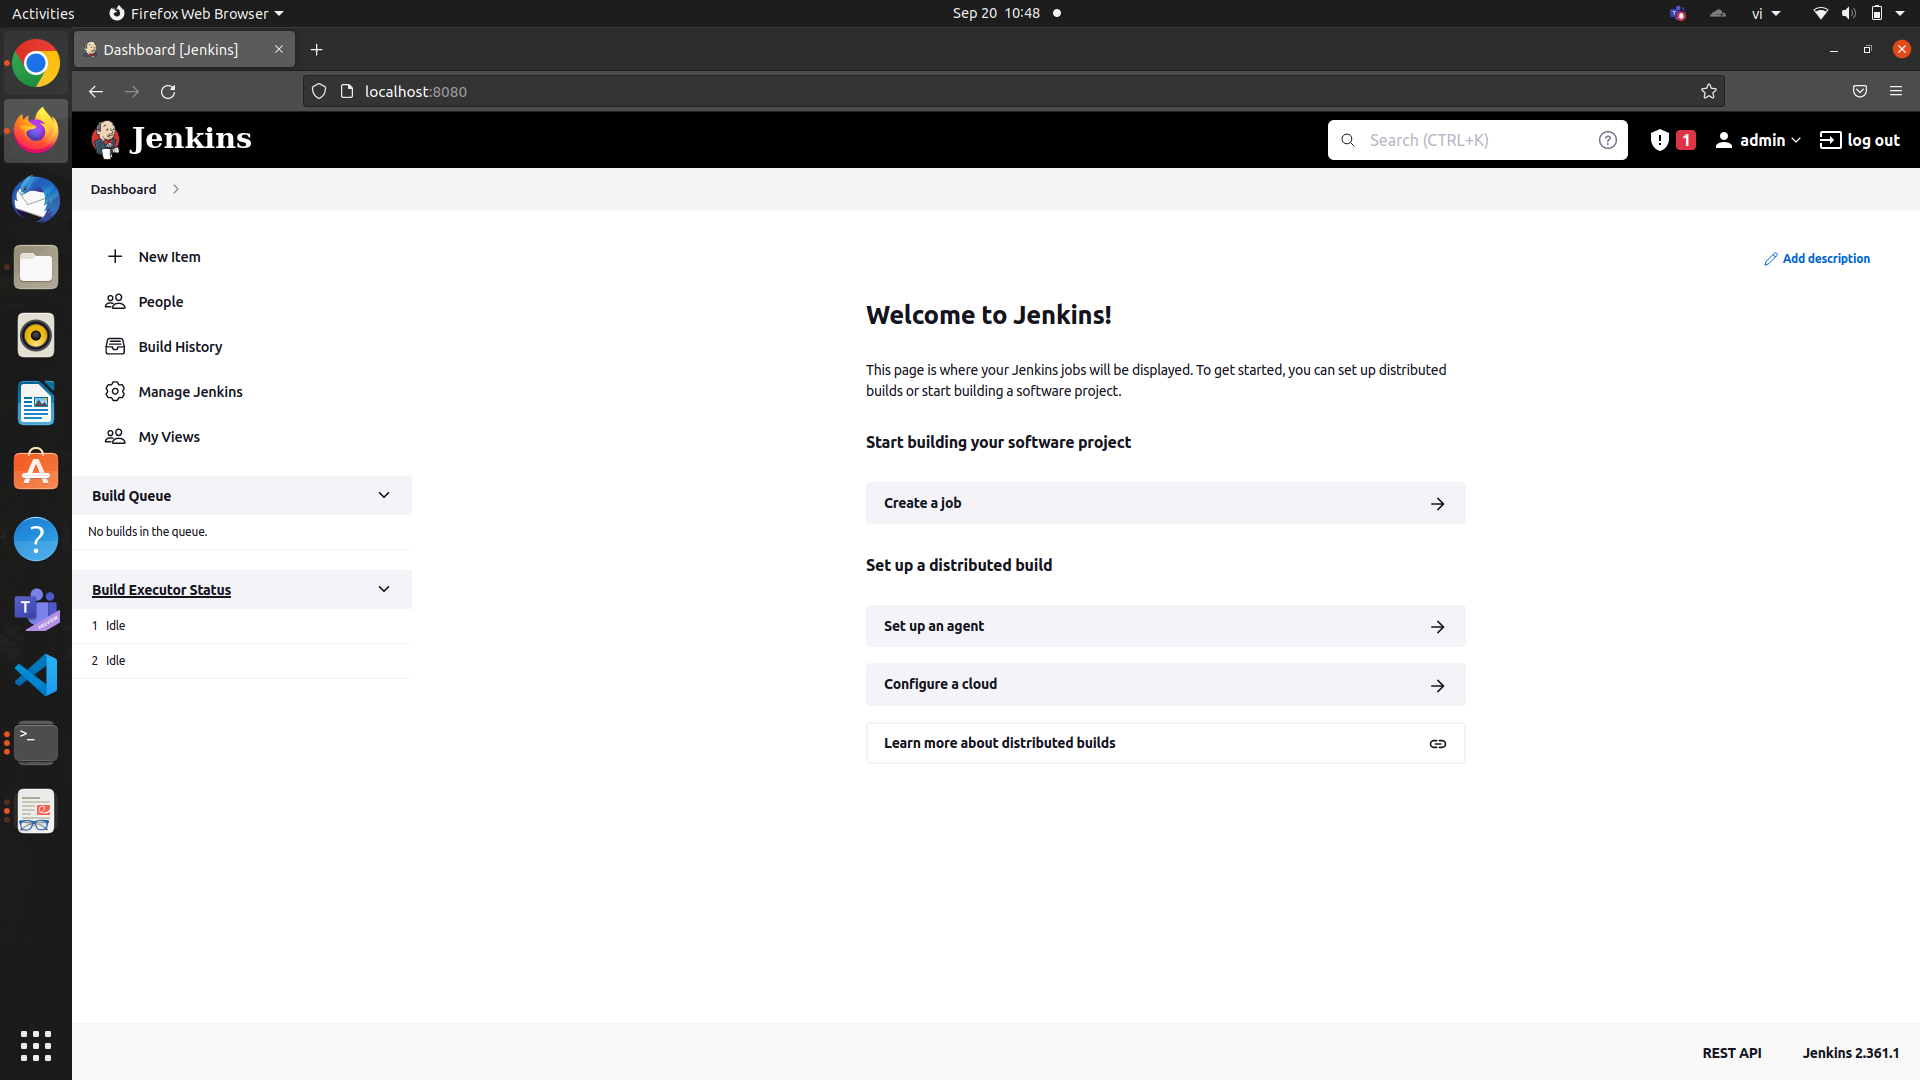 Activities
Firefox Web Browser
Sep 20 10:48
vi
Dashboard [Jenkins]
localhost:8080
Jenkins
Search (CTRL+K)
1
admin
log out
Dashboard
New Item
People
Build History
Manage Jenkins
My Views
Build Queue
No builds in the queue.
Build Executor Status
1 Idle
2 Idle
Add description
Welcome to Jenkins!
This page is where your Jenkins jobs will be displayed. To get started, you can set up distributed
builds or start building a software project.
Start building your software project
Create a job
Set up a distributed build
Set up an agent
Configure a cloud
Learn more about distributed builds
REST API
Jenkins 2.361.1